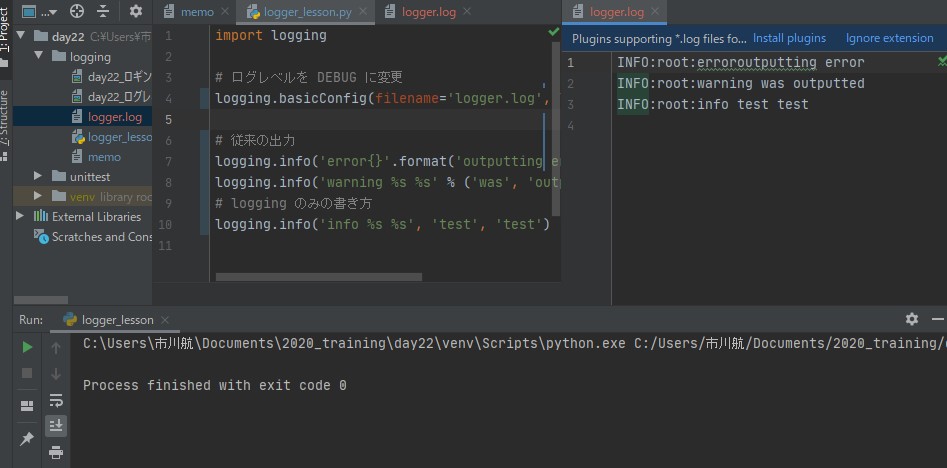 1: Project
7: Structure
...
day22 C:¥Users¥市
logging
day22_ロギン
day22_ログレ
logger.log
logger_lesso
memo
unittest
venv library roo
External Libraries
Scratches and Cons
memo
logger_lesson.py
logger.log
1 import logging
2
3 # ログレベルを DEBUG に変更
4 logging.basicConfig(filename='logger.log',
5
6 # 従来の出力
7 logging.info('error{}'.format('outputting e
8 logging.info('warning %s %s' % ('was', 'out
9 # logging のみの書き方
10 logging.info('info %s %s', 'test', 'test')
11
logger.log
Plugins supporting *.log files fo... Install plugins Ignore extension
1 INFO:root:erroroutputting error
2 INFO:root:warning was outputted
3 INFO:root:info test test
4
Run: logger_lesson
C:\Users\市川航\Documents\2020_training\day22\venv\Scripts\python.exe C:/Users/市川航/Documents/2020_training/
Process finished with exit code 0